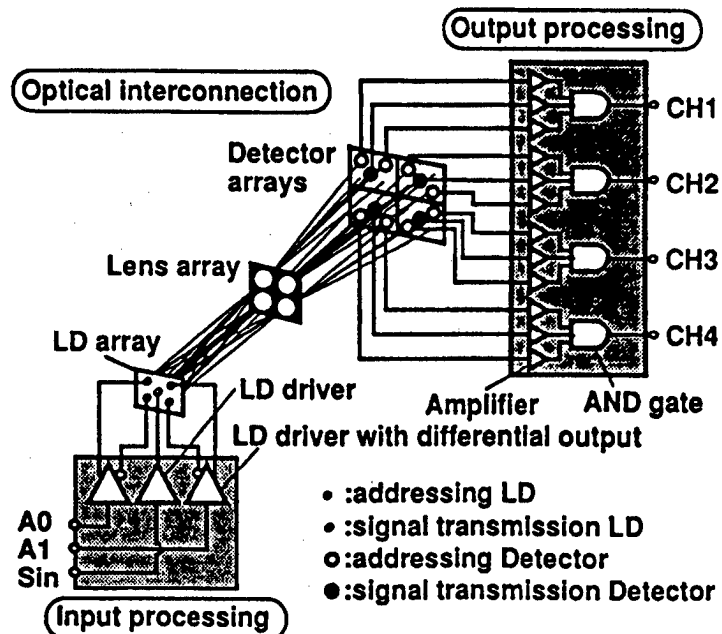 Output processing
Optical interconnection
CH1
Detector
arrays
CH2
Lens array
CH3
LD array
CH4
LD driver
Amplifier
AND gate
LD driver with differential output
A0
A1
Sin
:addressing LD
:signal transmission LD
:addressing Detector
:signal transmission Detector
Input processing